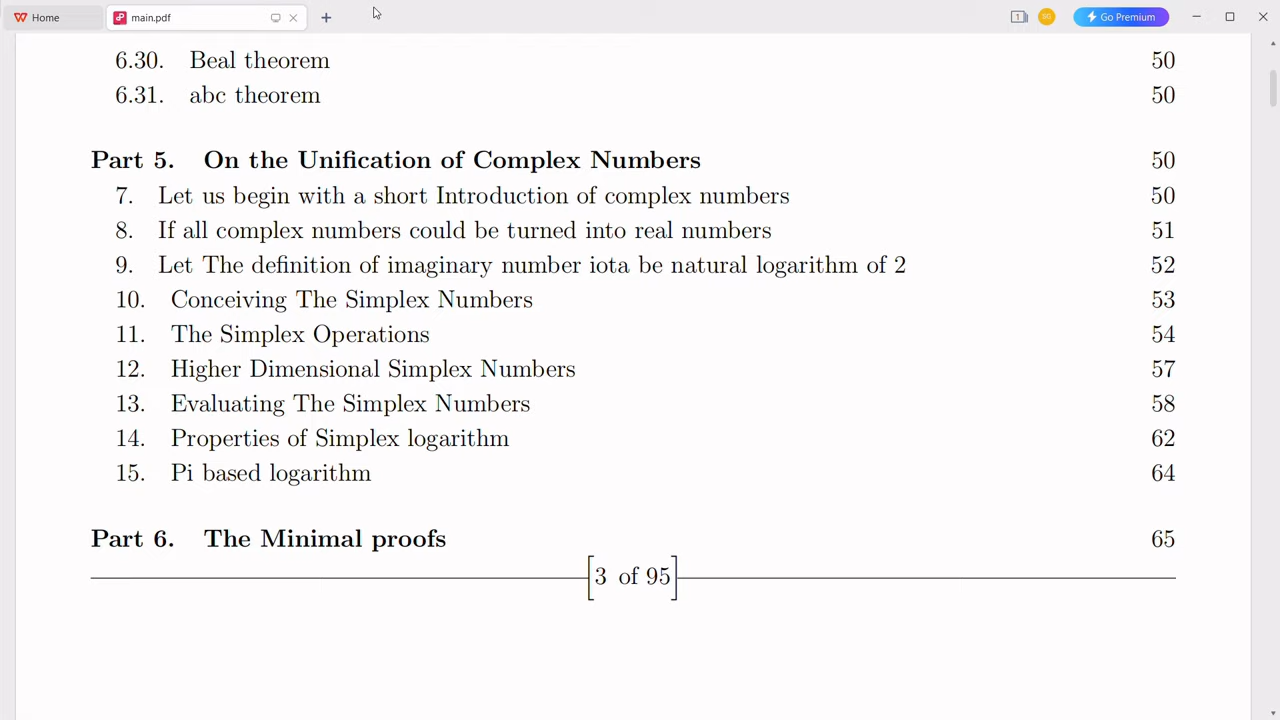 Home
main.pdf
1
SG
Go Premium
6.30. Beal theorem 50
6.31. abc theorem 50
Part 5. On the Unification of Complex Numbers 50
7. Let us begin with a short Introduction of complex numbers 50
8. If all complex numbers could be turned into real numbers 51
9. Let The definition of imaginary number iota be natural logarithm of 2 52
10. Conceiving The Simplex Numbers 53
11. The Simplex Operations 54
12. Higher Dimensional Simplex Numbers 57
13. Evaluating The Simplex Numbers 58
14. Properties of Simplex logarithm 62
15. Pi based logarithm 64
Part 6. The Minimal proofs 65
[3 of 95]